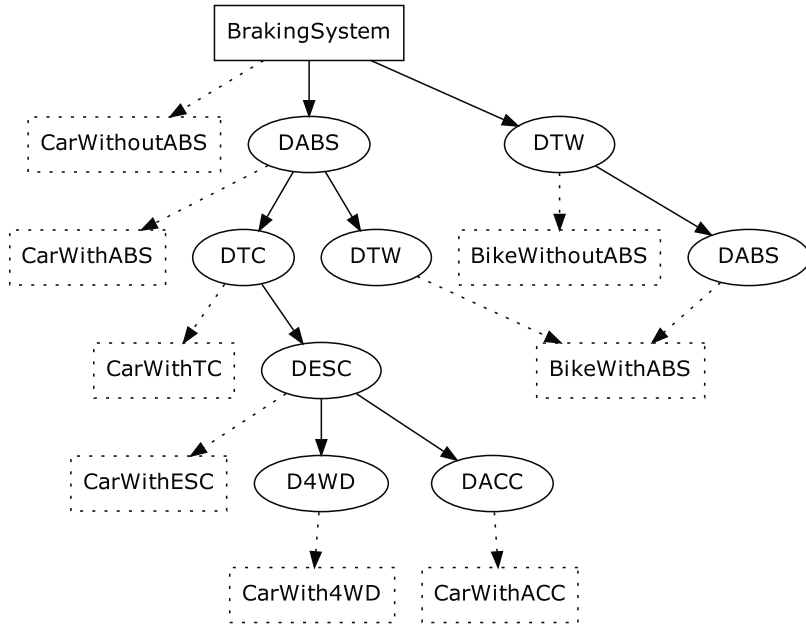 BrakingSystem
CarWithoutABS
DABS
DTW
CarWithABS
DTC
DTW
BikeWithoutABS
DABS
CarWithTC
DESC
BikeWithABS
CarWithESC
D4WD
DACC
CarWith4WD
CarWithACC